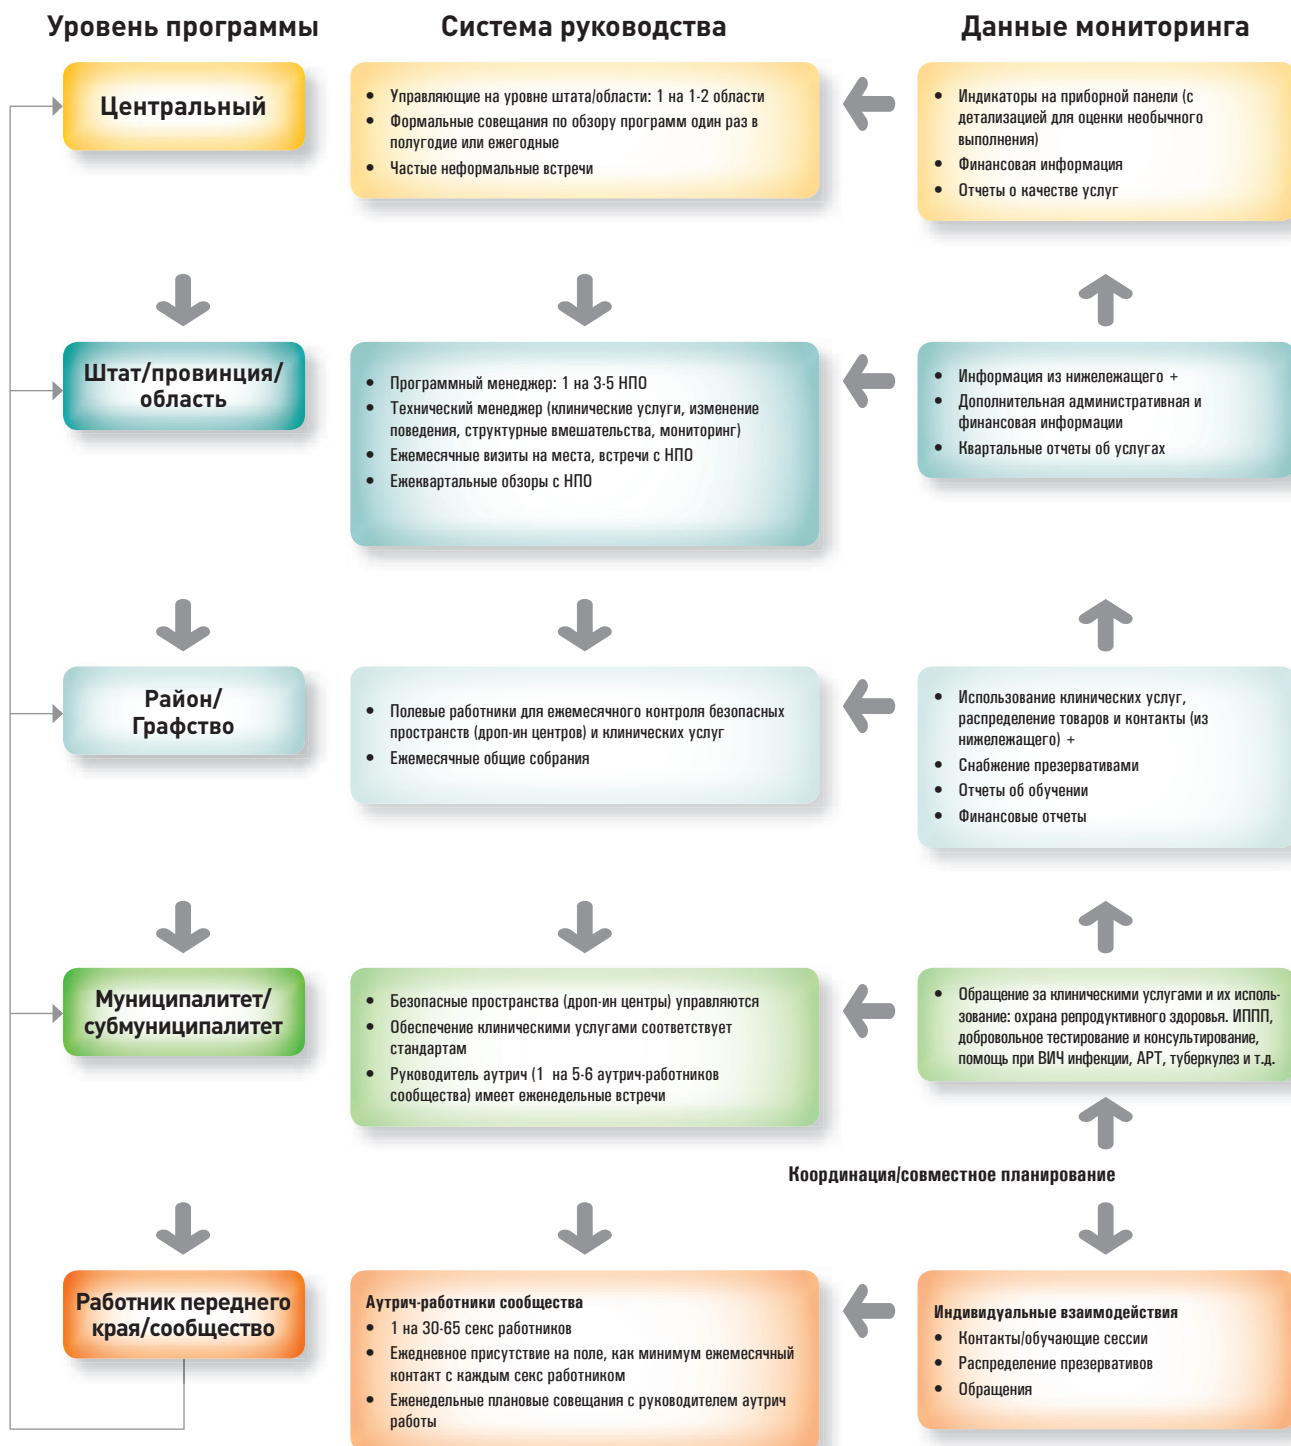 Уровень программы
Система руководства
Данные мониторинга
Центральный
• Управляющие на уровне штата/области: 1 на 1-2 области
• Формальные совещания по обзору программ один раз в
полугодие или ежегодные
• Частые неформальные встречи
• Индикаторы на приборной панели (с
детализацией для оценки необычного
выполнения)
• Финансовая информация
• Отчеты о качестве услуг
Штат/провинция/
область
• Программный менеджер: 1 на 3-5 НПО
• Технический менеджер (клинические услуги, изменение
поведения, структурные вмешательства, мониторинг)
• Ежемесячные визиты на места, встречи с НПО
• Ежеквартальные обзоры с НПО
• Информация из нижележащего +
• Дополнительная административная и
финансовая информации
• Квартальные отчеты об услугах
Район/
Графство
• Полевые работники для ежемесячного контроля безопасных
пространств (дроп-ин центров) и клинических услуг
• Ежемесячные общие собрания
• Использование клинических услуг,
распределение товаров и контакты (из
нижележащего) +
• Снабжение презервативами
• Отчеты об обучении
• Финансовые отчеты
Муниципалитет/
субмуниципалитет
• Безопасные пространства (дроп-ин центры) управляются
• Обеспечение клиническими услугами соответствует
стандартам
• Руководитель аутрич (1 на 5-6 аутрич-работников
сообщества) имеет еженедельные встречи
• Обращение за клиническими услугами и их исполь-
зование: охрана репродуктивного здоровья. ИППП,
добровольное тестирование и консультирование,
помощь при ВИЧ инфекции, АРТ, туберкулез и т.д.
Координация/совместное планирование
Работник переднего
края/сообщество
Аутрич-работники сообщества
• 1 на 30-65 секс работников
• Ежедневное присутствие на поле, как минимум ежемесячный
контакт с каждым секс работником
• Еженедельные плановые совещания с руководителем аутрич
работы
Индивидуальные взаимодействия
• Контакты/обучающие сессии
• Распределение презервативов
• Обращения